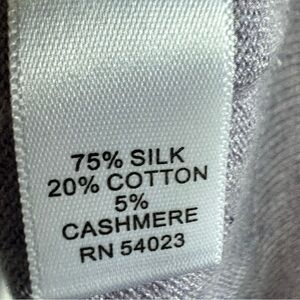 75% SILK
20% COTTON
5%
CASHMERE
RN 54023